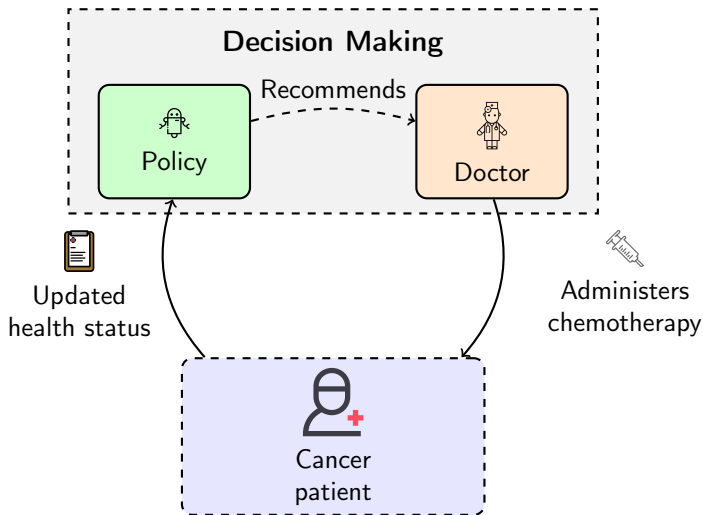 Decision Making
Recommends
Policy
Doctor
Updated
health status
Administers
chemotherapy
Cancer
patient